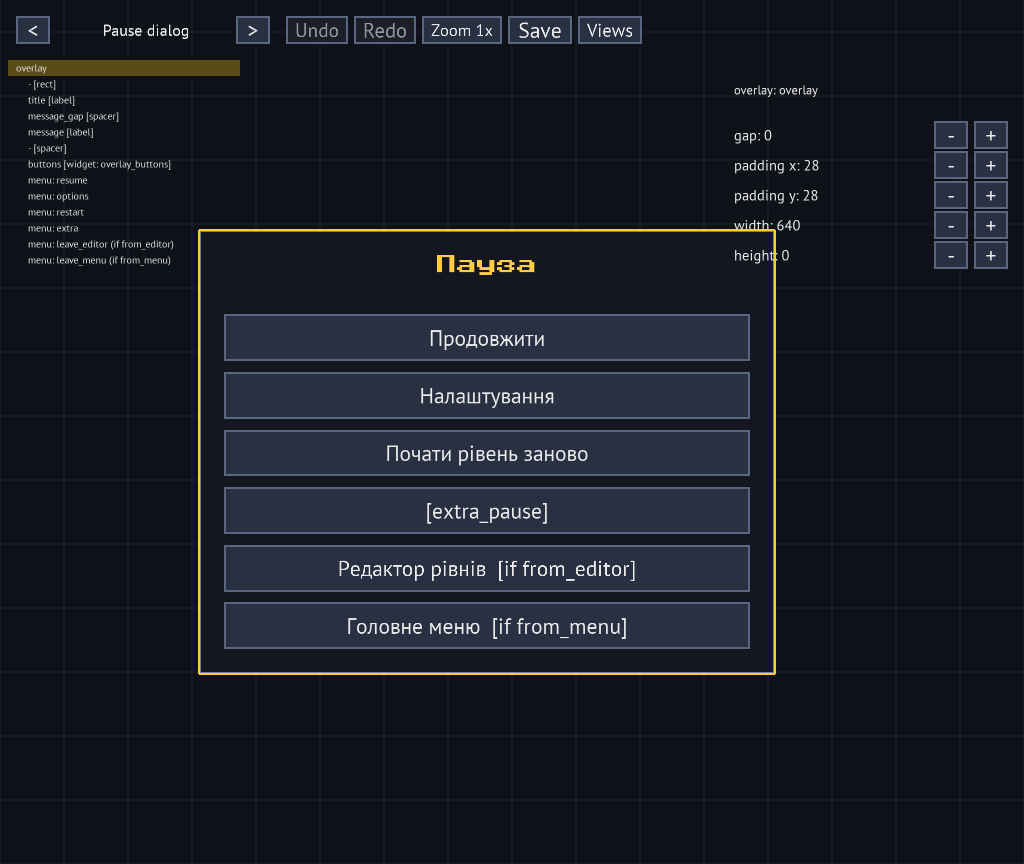 < Pause dialog > Undo Redo Zoom 1x Save Views
overlay
- [rect]
title [label]
message_gap [spacer]
message [label]
- [spacer]
buttons [widget: overlay_buttons]
menu: resume
menu: options
menu: restart
menu: extra
menu: leave_editor (if from_editor)
menu: leave_menu (if from_menu)
overlay: overlay
gap: 0 - +
padding x: 28 - +
padding y: 28 - +
width: 640 - +
height: 0 - +
Пауза
Продовжити
Налаштування
Почати рівень заново
[extra_pause]
Редактор рівнів [if from_editor]
Головне меню [if from_menu]